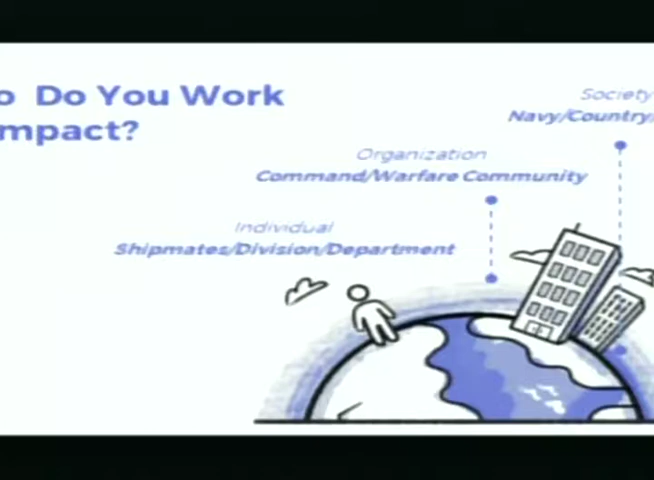 o Do You Work
mpact?
Society
Navy/Country/
Organization
Command/Warfare Community
Individual
Shipmates/Division/Department